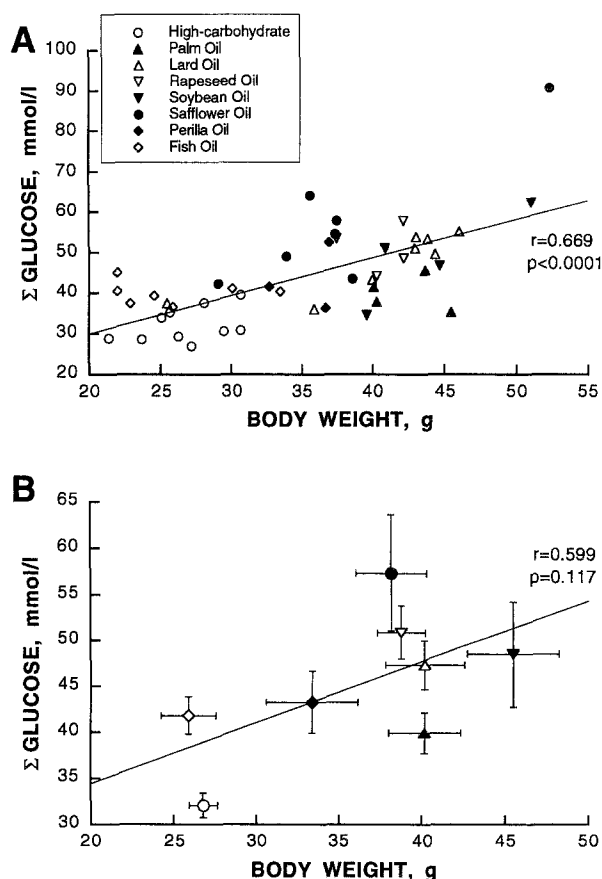 A
High-carbohydrate
Palm Oil
Lard Oil
Rapeseed Oil
Soybean Oil
Safflower Oil
Perilla Oil
Fish Oil
Σ GLUCOSE, mmol/l
100
90
80
70
60
50
40
30
20
r=0.669
p<0.0001
20 25 30 35 40 45 50 55
BODY WEIGHT, g
B
Σ GLUCOSE, mmol/l
65
60
55
50
45
40
35
30
r=0.599
p=0.117
20 25 30 35 40 45 50
BODY WEIGHT, g